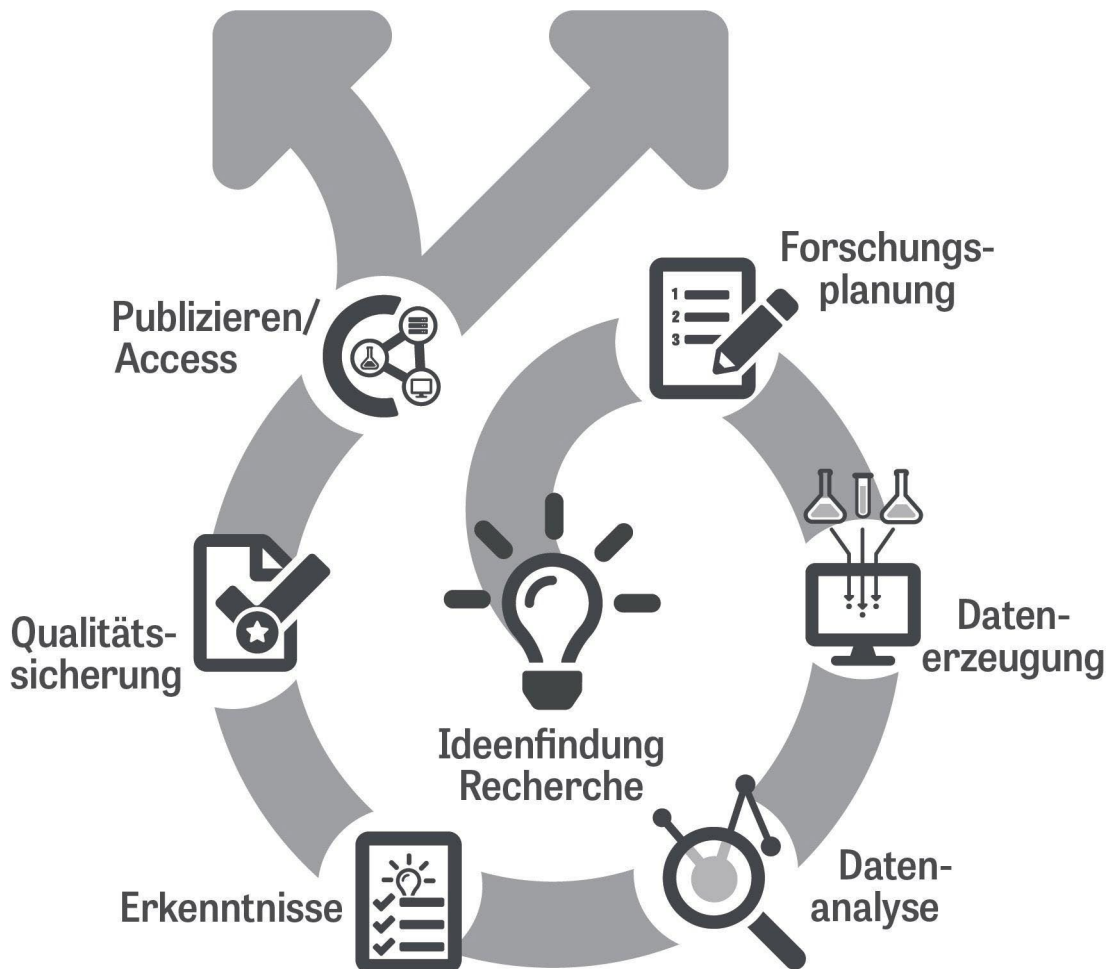 Ideenfindung
Recherche
Forschungs-
planung
1
2
3
Daten-
erzeugung
Daten-
analyse
Erkenntnisse
Qualitäts-
sicherung
Publizieren/
Access